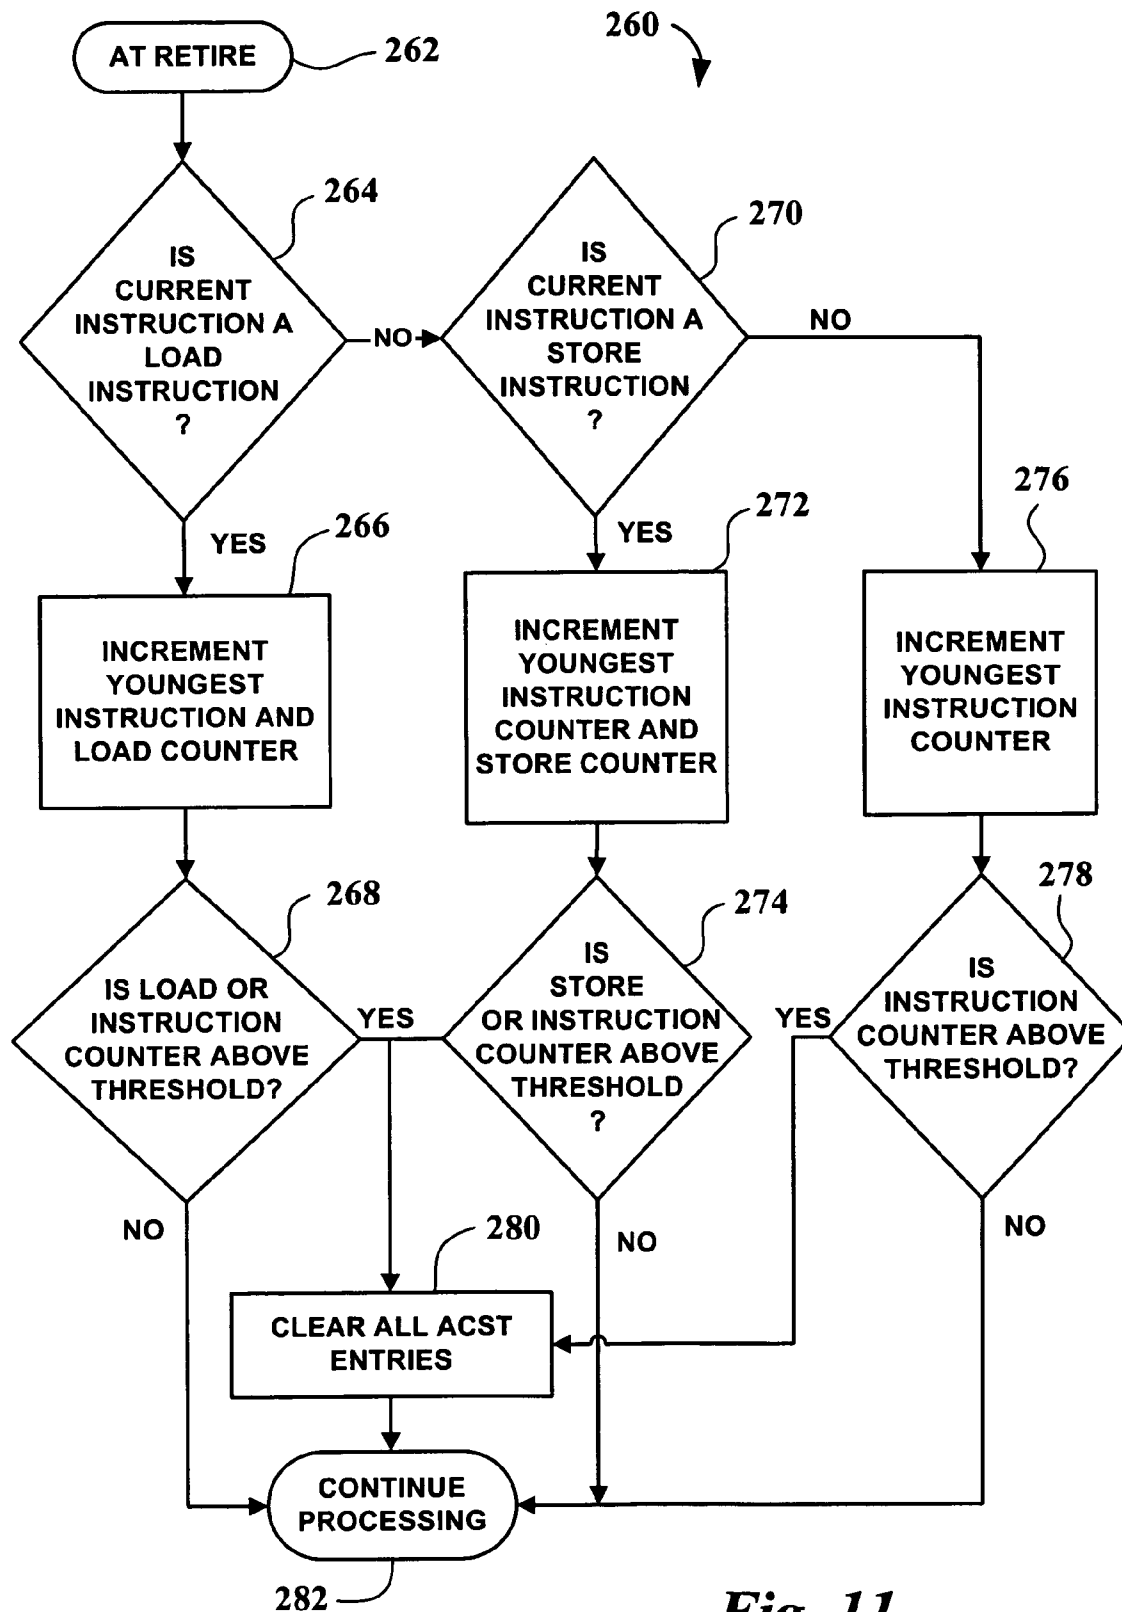 260
AT RETIRE
262
264
IS
CURRENT
INSTRUCTION A
LOAD
INSTRUCTION
?
NO
270
IS
CURRENT
INSTRUCTION A
STORE
INSTRUCTION
?
NO
YES
266
YES
272
276
INCREMENT
YOUNGEST
INSTRUCTION AND
LOAD COUNTER
INCREMENT
YOUNGEST
INSTRUCTION
COUNTER AND
STORE COUNTER
INCREMENT
YOUNGEST
INSTRUCTION
COUNTER
268
IS LOAD OR
INSTRUCTION
COUNTER ABOVE
THRESHOLD?
YES
274
IS
STORE
OR INSTRUCTION
COUNTER ABOVE
THRESHOLD
?
278
YES
IS
INSTRUCTION
COUNTER ABOVE
THRESHOLD?
NO
280
NO
NO
CLEAR ALL ACST
ENTRIES
CONTINUE
PROCESSING
282
Fig. 11